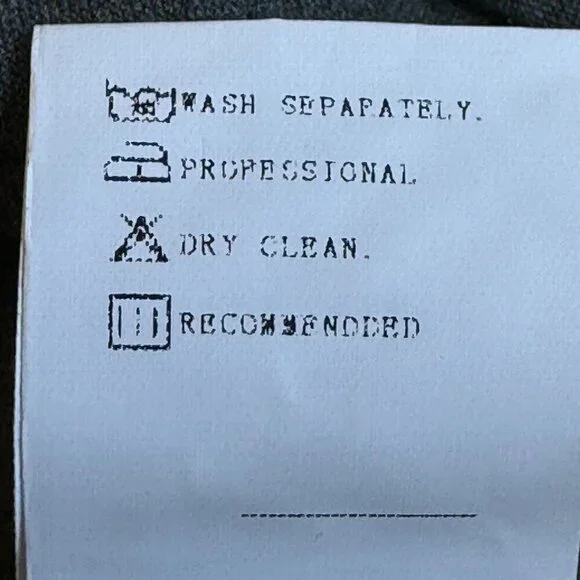 WASH SEPARATELY.
PROFESSIONAL
DRY CLEAN.
RECOMMENDDED